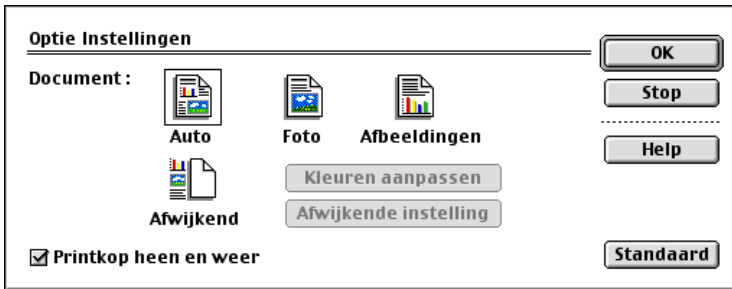 Optie Instellingen
OK
Document :
Stop
Auto
Foto
Afbeeldingen
Help
Kleuren aanpassen
Afwijkend
Afwijkende instelling
Printkop heen en weer
Standaard